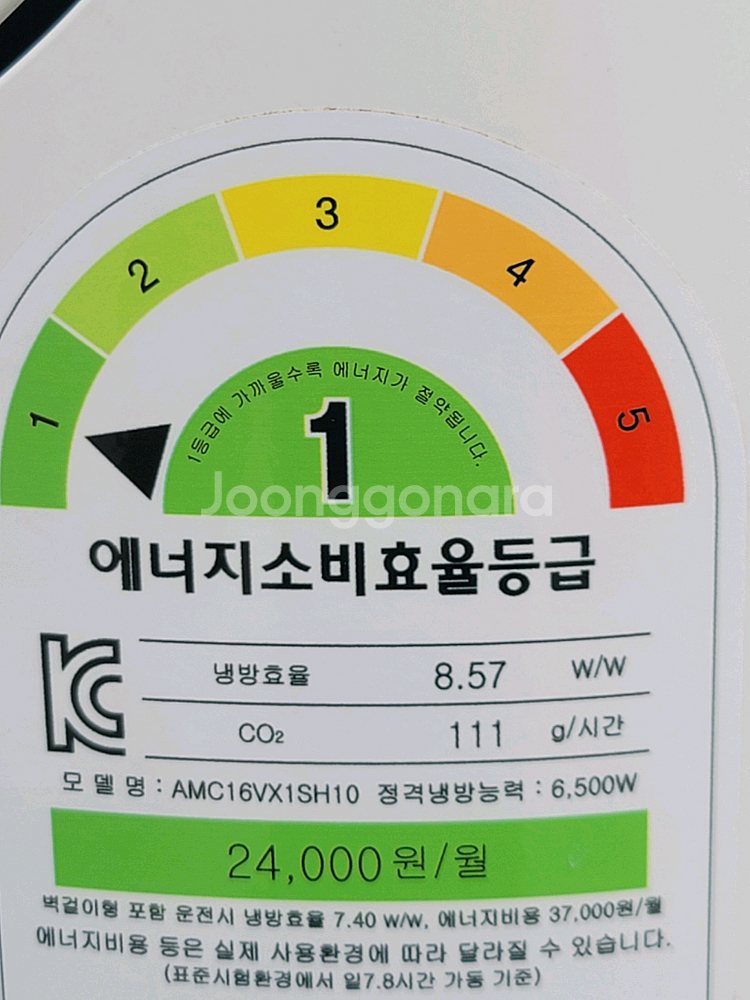 3
2
4
1
5
1등급에 가까울수록 에너지가 절약됩니다.
1
Joonggonara
에너지소비효율등급
냉방효율 8.57 W/W
CO₂ 111 g/시간
모 델 명 : AMC16VX1SH10 정격냉방능력 : 6,500W
24,000원/월
벽걸이형 포함 운전시 냉방효율 7.40 W/W, 에너지비용 37,000원/월
에너지비용 등은 실제 사용환경에 따라 달라질 수 있습니다.
(표준시험환경에서 일7.8시간 가동 기준)